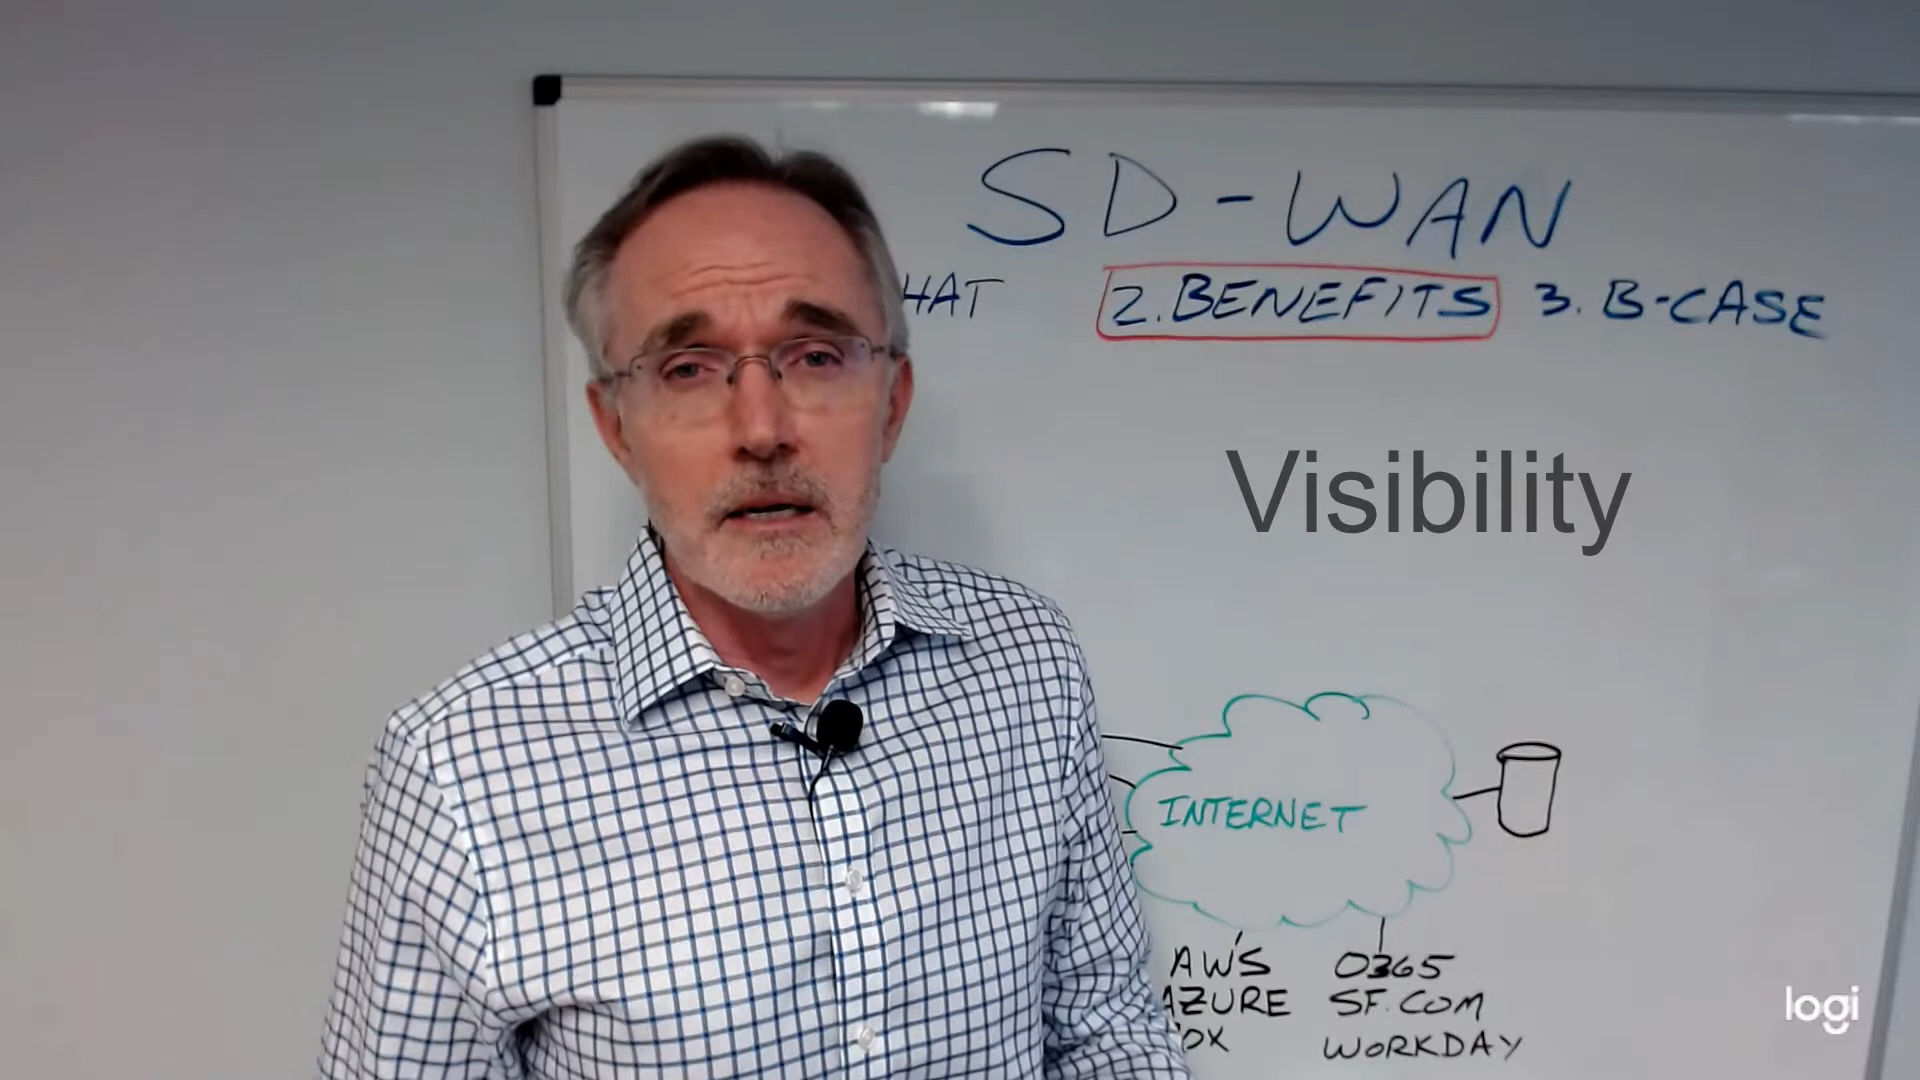 SD-WAN
HAT 2. BENEFITS 3. B-CASE
Visibility
INTERNET
AWS O365
AZURE SF.COM
OX WORKDAY
logi